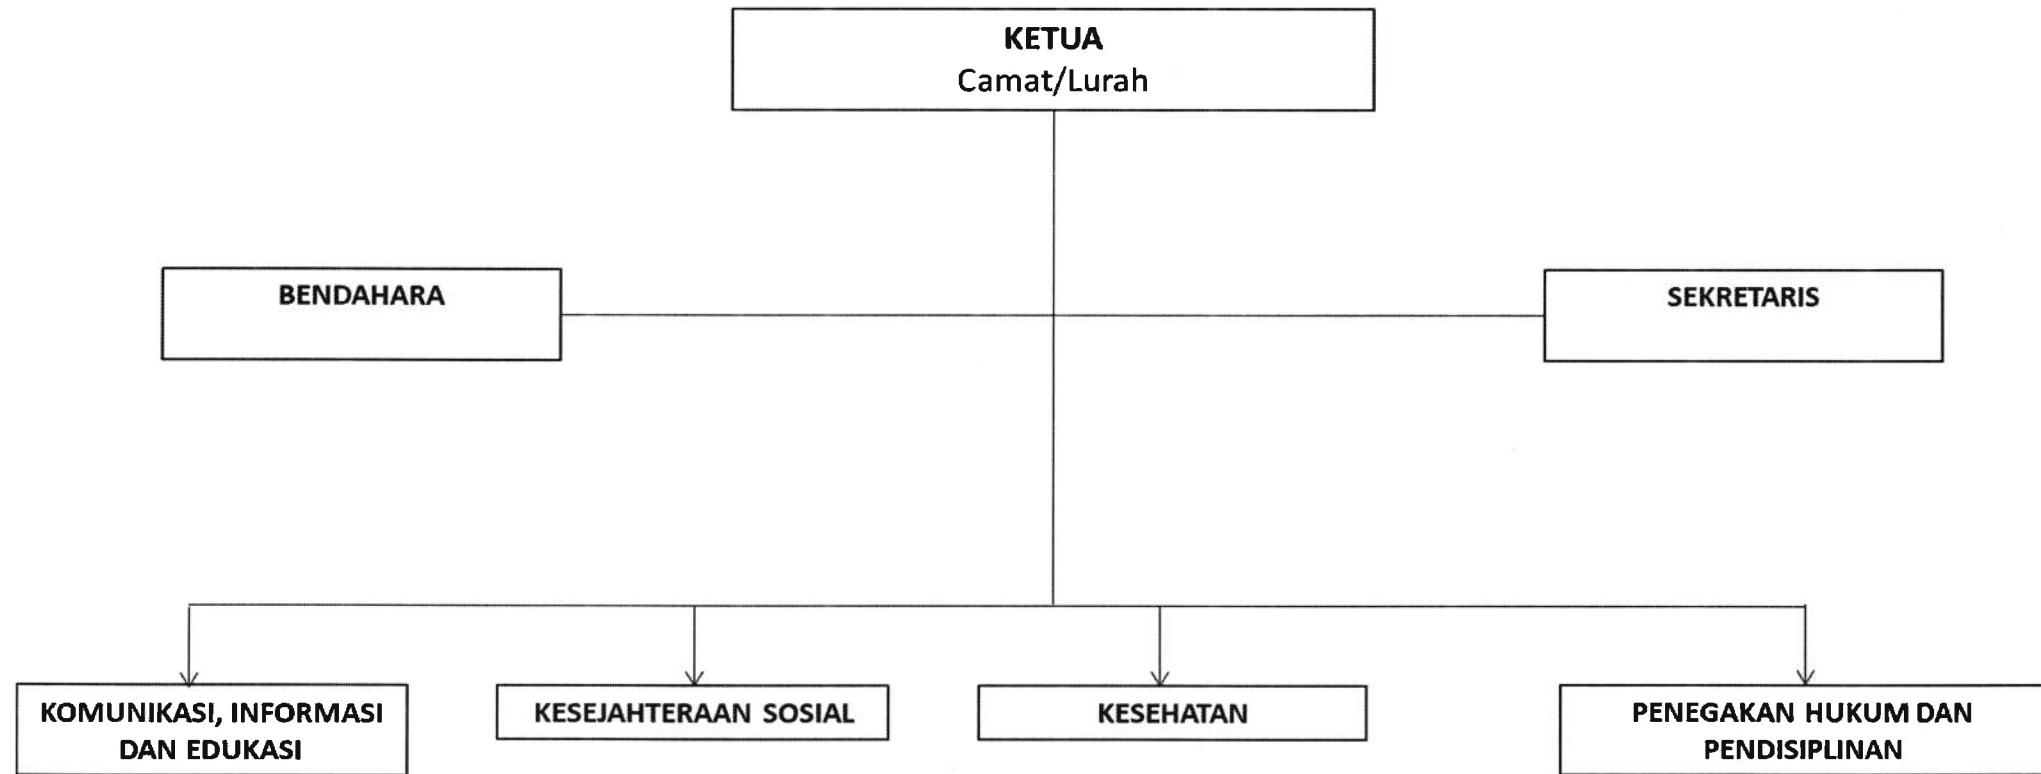 KETUA
Camat/Lurah
BENDAHARA
SEKRETARIS
KOMUNIKASI, INFORMASI
DAN EDUKASI
KESEJAHTERAAN SOSIAL
KESEHATAN
PENEGAKAN HUKUM DAN
PENDISIPLINAN